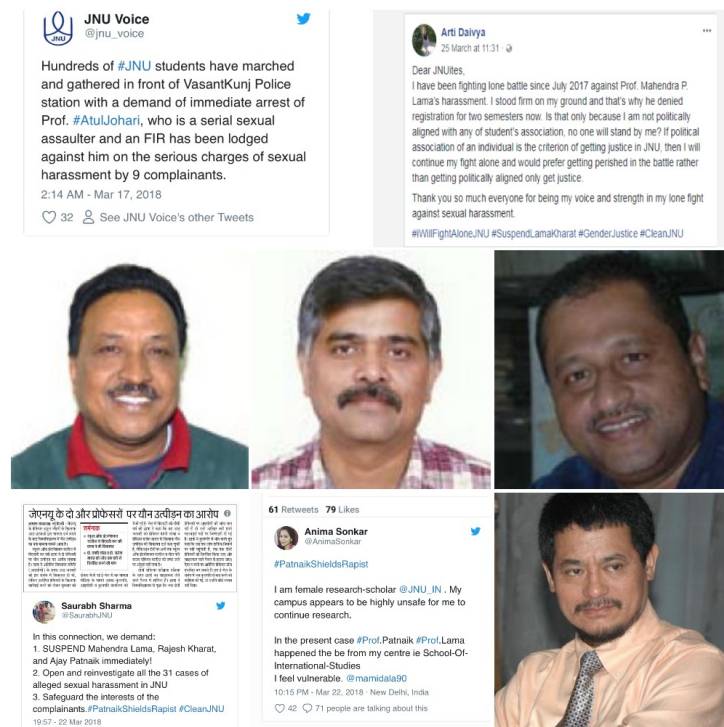 JNU Voice
@jnu_voice
JNU
Hundreds of #JNU students have marched
and gathered in front of VasantKunj Police
station with a demand of immediate arrest of
Prof. #AtulJohari, who is a serial sexual
assaulter and an FIR has been lodged
against him on the serious charges of sexual
harassment by 9 complainants.
2:14 AM - Mar 17, 2018
32 See JNU Voice's other Tweets
Arti Daivya
25 March at 11:31 ·
Dear JNUites,
I have been fighting lone battle since July 2017 against Prof. Mahendra P.
Lama's harassment. I stood firm on my ground and that's why he denied
registration for two semesters now. Is that only because I am not politically
aligned with any of student's association, no one will stand by me? If political
association of an individual is the criterion of getting justice in JNU, then I will
continue my fight alone and would prefer getting perished in the battle rather
than getting politically aligned only get justice.
Thank you so much everyone for being my voice and strength in my lone fight
against sexual harassment.
#iWillFightAloneJNU #SuspendLamaKharat #GenderJustice #CleanJNU
जेएनयू के दो और प्रोफेसरों पर यौन उत्पीड़न का आरोप
Saurabh Sharma
@SaurabhJNU
In this connection, we demand:
1. SUSPEND Mahendra Lama, Rajesh Kharat,
and Ajay Patnaik immediately!
2. Open and reinvestigate all the 31 cases of
alleged sexual harassment in JNU
3. Safeguard the interests of the
complainants.#PatnaikShieldsRapist #CleanJNU
19:57 - 22 Mar 2018
61 Retweets 79 Likes
Anima Sonkar
@AnimaSonkar
#PatnaikShieldsRapist
I am female research-scholar @JNU_IN . My
campus appears to be highly unsafe for me to
continue research.
In the present case #Prof.Patnaik #Prof.Lama
happened the be from my centre ie School-Of-
International-Studies
I feel vulnerable. @mamidala90
10:15 PM - Mar 22, 2018 · New Delhi, India
42 71 people are talking about this